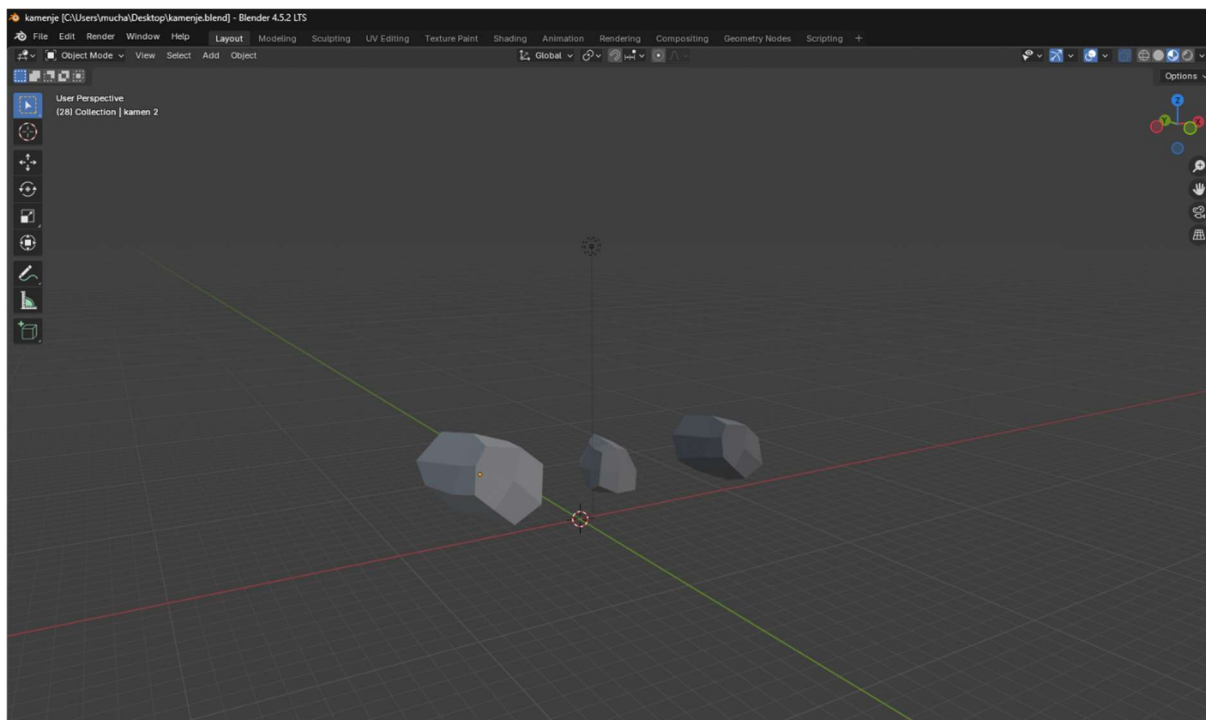 kamenje [C:\Users\mucha\Desktop\kamenje.blend] - Blender 4.5.2 LTS
File Edit Render Window Help Layout Modeling Sculpting UV Editing Texture Paint Shading Animation Rendering Compositing Geometry Nodes Scripting +
Object Mode View Select Add Object Global
Options
User Perspective
(28) Collection | kamen 2
Z
Y
X